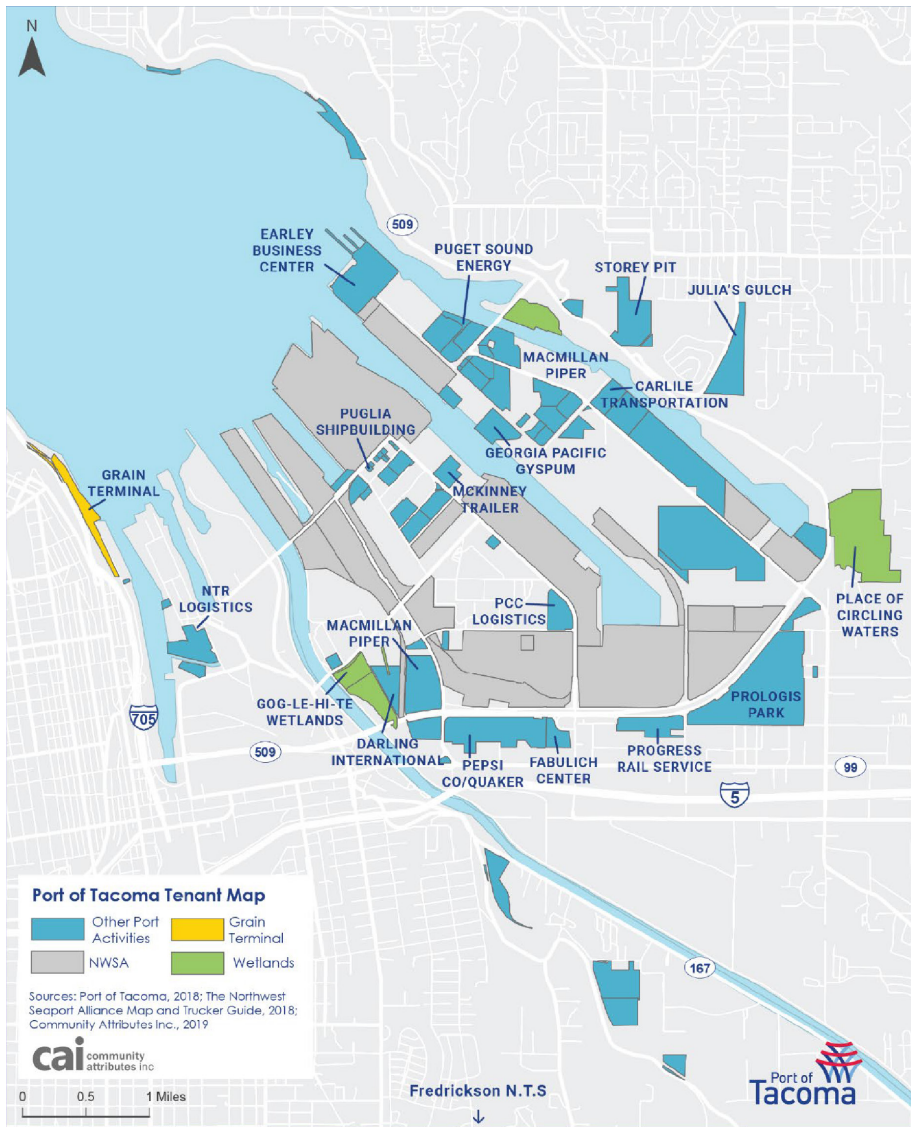 N
509
EARLEY
BUSINESS
CENTER
PUGET SOUND
ENERGY
STOREY PIT
JULIA'S GULCH
MACMILLAN
PIPER
CARLILE
TRANSPORTATION
PUGLIA
SHIPBUILDING
GEORGIA PACIFIC
GYSPUM
GRAIN
TERMINAL
MCKINNEY
TRAILER
NTR
LOGISTICS
PCC
LOGISTICS
PLACE OF
CIRCLING
WATERS
MACMILLAN
PIPER
GOG-LE-HI-TE
WETLANDS
PROLOGIS
PARK
705
509
DARLING
INTERNATIONAL
PEPSI
CO/QUAKER
FABULICH
CENTER
PROGRESS
RAIL SERVICE
99
5
Port of Tacoma Tenant Map
Other Port
Activities
Grain
Terminal
NWSA
Wetlands
Sources: Port of Tacoma, 2018; The Northwest
Seaport Alliance Map and Trucker Guide, 2018;
Community Attributes Inc., 2019
cai community
attributes inc
167
0 0.5 1 Miles
Fredrickson N.T.S
Port of
Tacoma